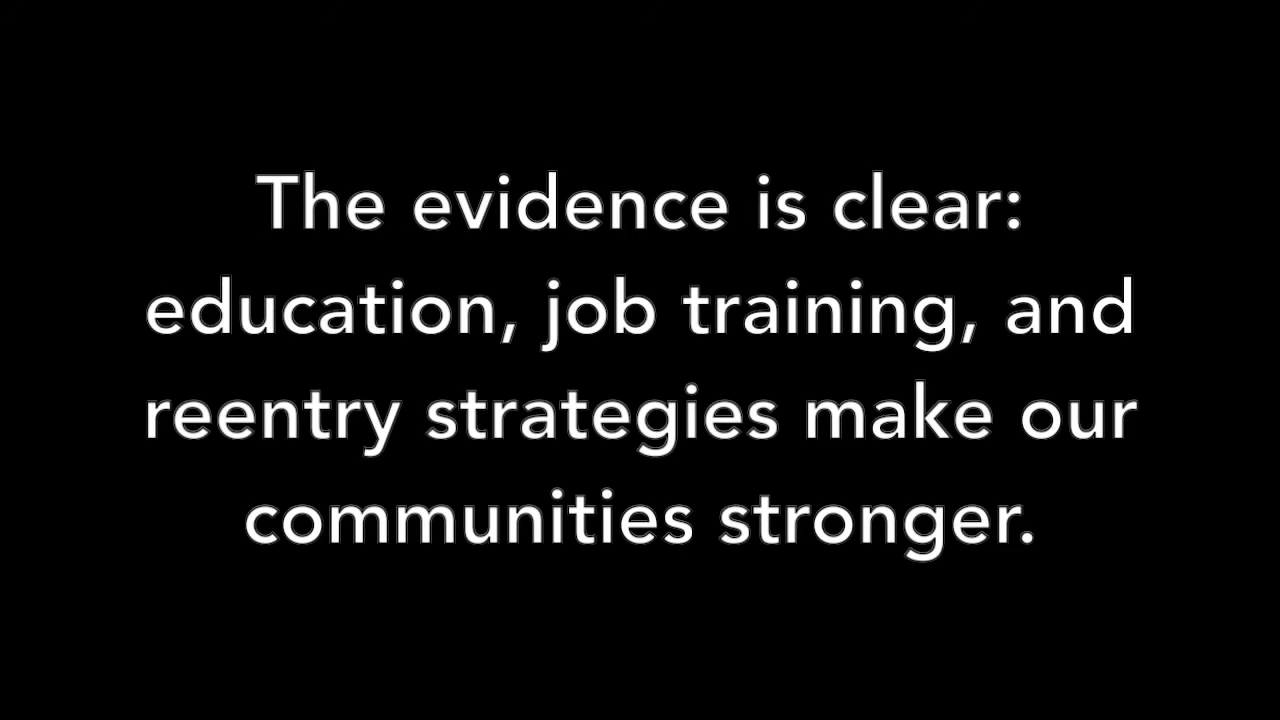 The evidence is clear:
education, job training, and
reentry strategies make our
communities stronger.